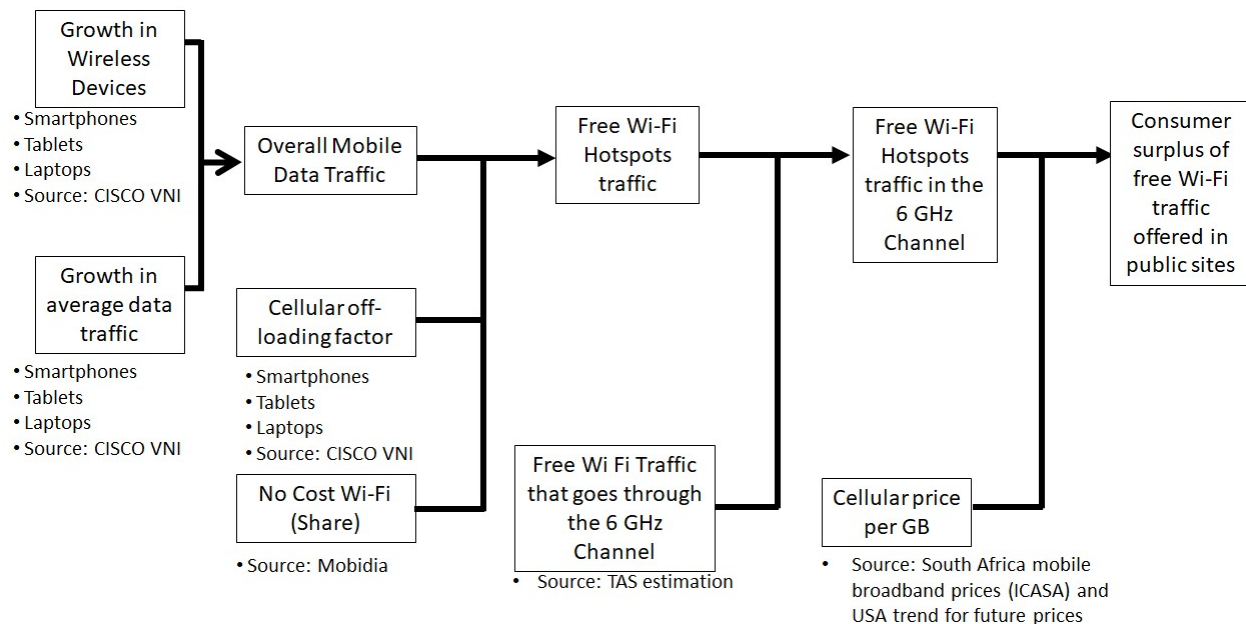 Growth in
Wireless
Devices
• Smartphones
• Tablets
• Laptops
• Source: CISCO VNI
Growth in
average data
traffic
• Smartphones
• Tablets
• Laptops
• Source: CISCO VNI
Overall Mobile
Data Traffic
Cellular off-
loading factor
• Smartphones
• Tablets
• Laptops
• Source: CISCO VNI
No Cost Wi-Fi
(Share)
• Source: Mobidia
Free Wi-Fi
Hotspots
traffic
Free Wi Fi Traffic
that goes through
the 6 GHz
Channel
• Source: TAS estimation
Free Wi-Fi
Hotspots
traffic in the
6 GHz
Channel
Cellular price
per GB
• Source: South Africa mobile
broadband prices (ICASA) and
USA trend for future prices
Consumer
surplus of
free Wi-Fi
traffic
offered in
public sites